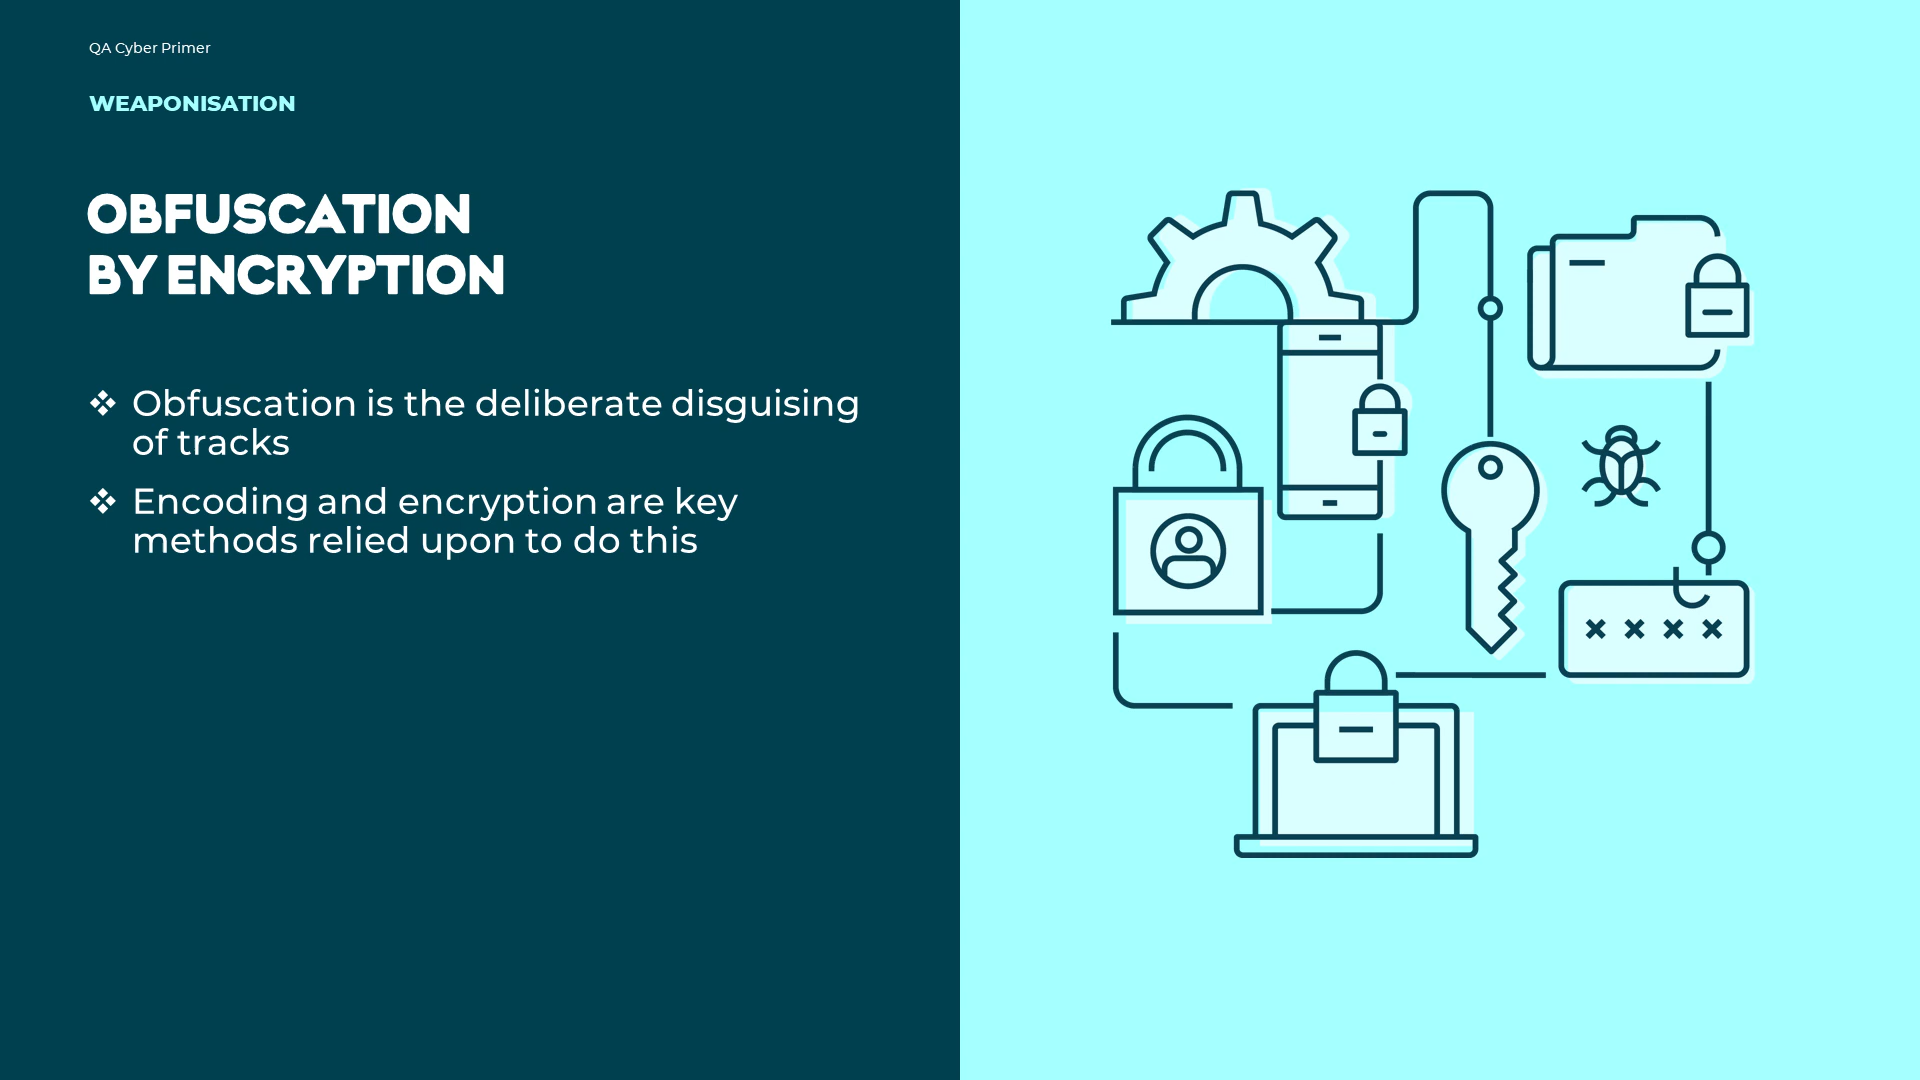 QA Cyber Primer
WEAPONISATION
OBFUSCATION
BY ENCRYPTION
❖ Obfuscation is the deliberate disguising
of tracks
❖ Encoding and encryption are key
methods relied upon to do this